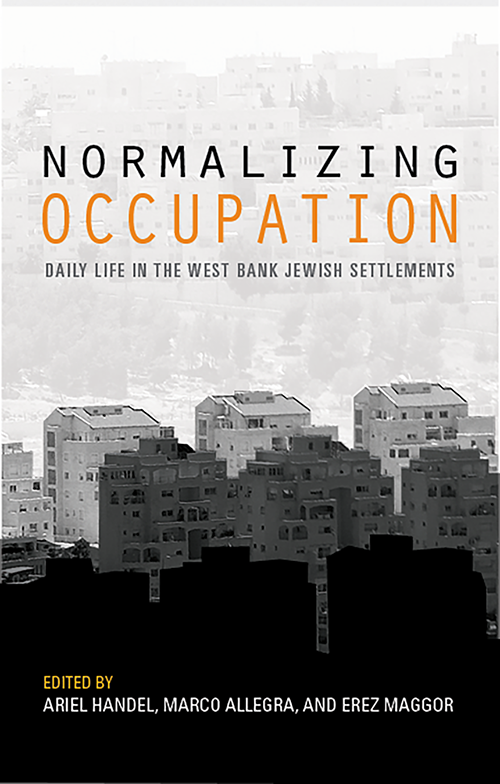 NORMALIZING
OCCUPATION
DAILY LIFE IN THE WEST BANK JEWISH SETTLEMENTS
EDITED BY
ARIEL HANDEL, MARCO ALLEGRA, AND EREZ MAGGOR